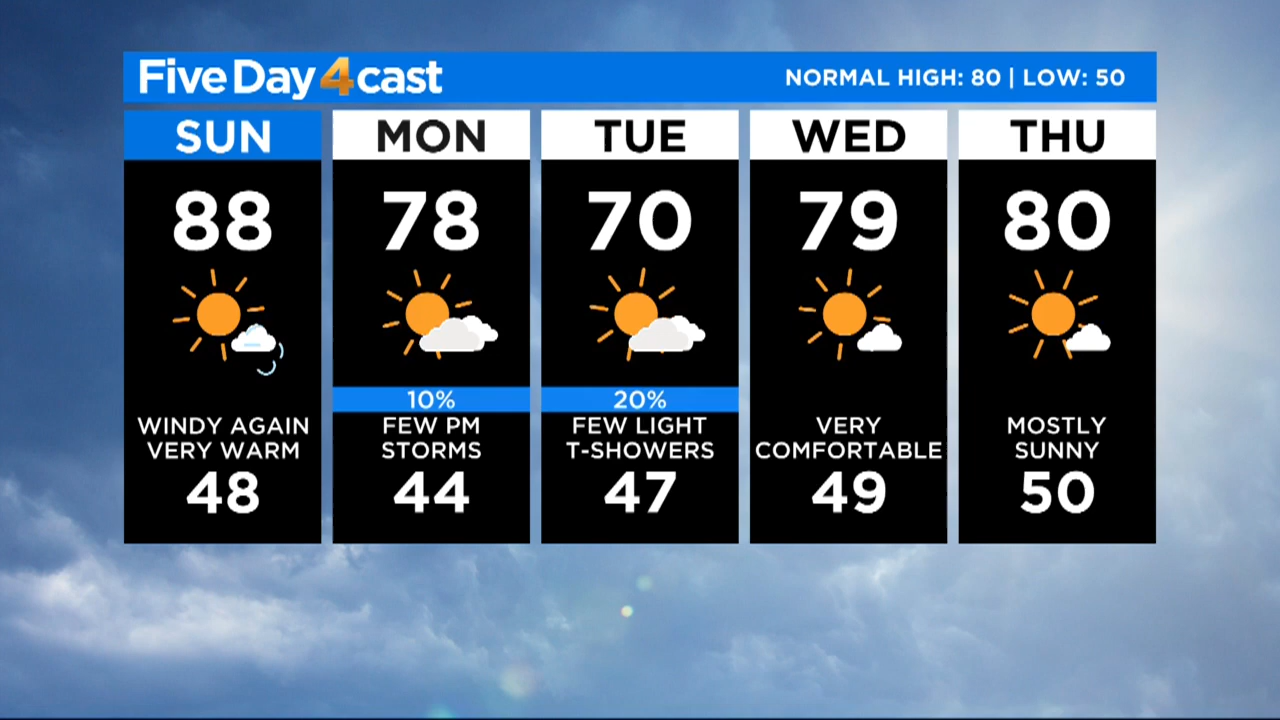 Five Day 4cast
NORMAL HIGH: 80 | LOW: 50
SUN
88
WINDY AGAIN
VERY WARM
48
MON
78
10%
FEW PM
STORMS
44
TUE
70
20%
FEW LIGHT
T-SHOWERS
47
WED
79
VERY
COMFORTABLE
49
THU
80
MOSTLY
SUNNY
50